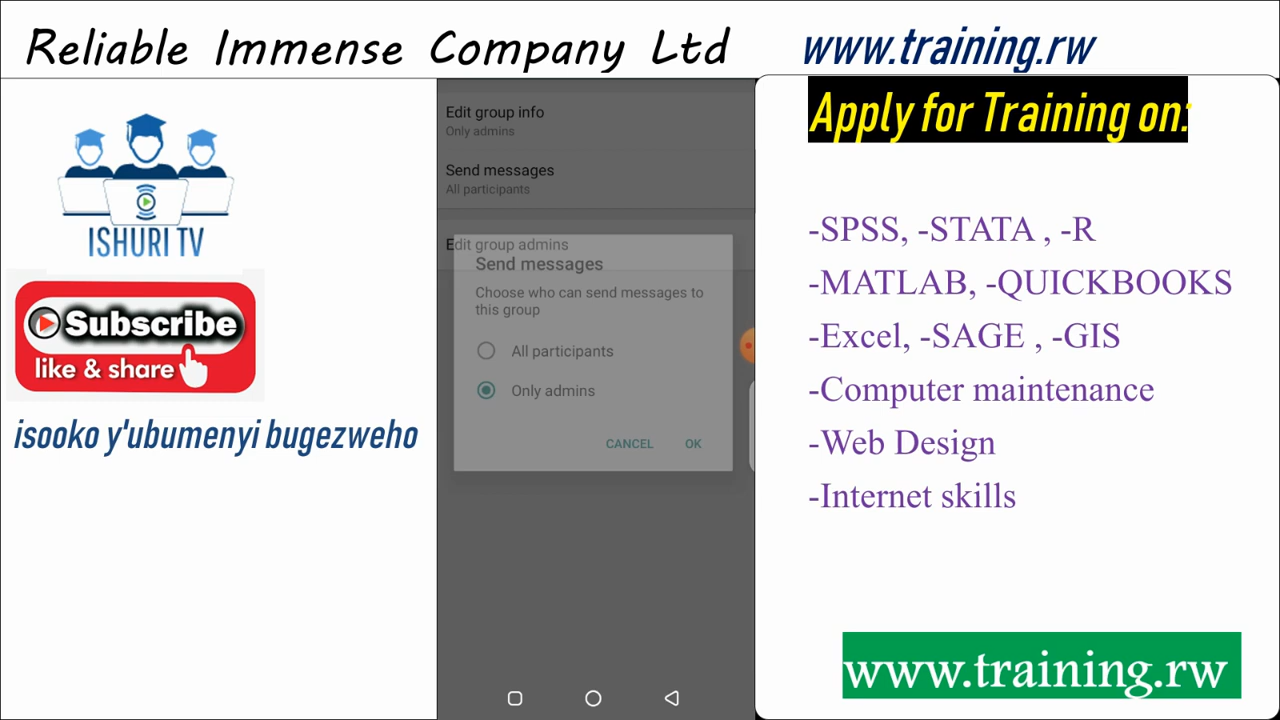 Reliable Immense Company Ltd
www.training.rw
ISHURI TV
Subscribe
like & share
isooko y'ubumenyi bugezweho
Edit group info
Only admins
Send messages
All participants
Edit group admins
Send messages
Choose who can send messages to
this group
All participants
Only admins
CANCEL OK
Apply for Training on:
-SPSS, -STATA , -R
-MATLAB, -QUICKBOOKS
-Excel, -SAGE , -GIS
-Computer maintenance
-Web Design
-Internet skills
www.training.rw